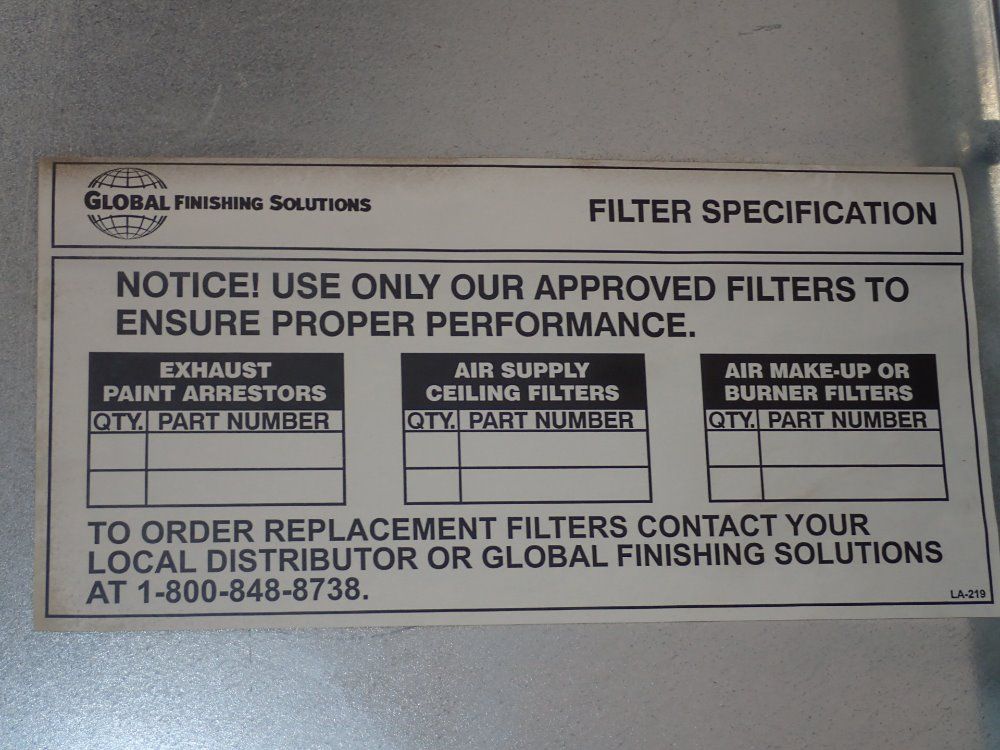 GLOBAL FINISHING SOLUTIONS
FILTER SPECIFICATION
NOTICE! USE ONLY OUR APPROVED FILTERS TO
ENSURE PROPER PERFORMANCE.
EXHAUST
PAINT ARRESTORS
QTY. PART NUMBER
AIR SUPPLY
CEILING FILTERS
QTY. PART NUMBER
AIR MAKE-UP OR
BURNER FILTERS
QTY. PART NUMBER
TO ORDER REPLACEMENT FILTERS CONTACT YOUR
LOCAL DISTRIBUTOR OR GLOBAL FINISHING SOLUTIONS
AT 1-800-848-8738.
LA-219